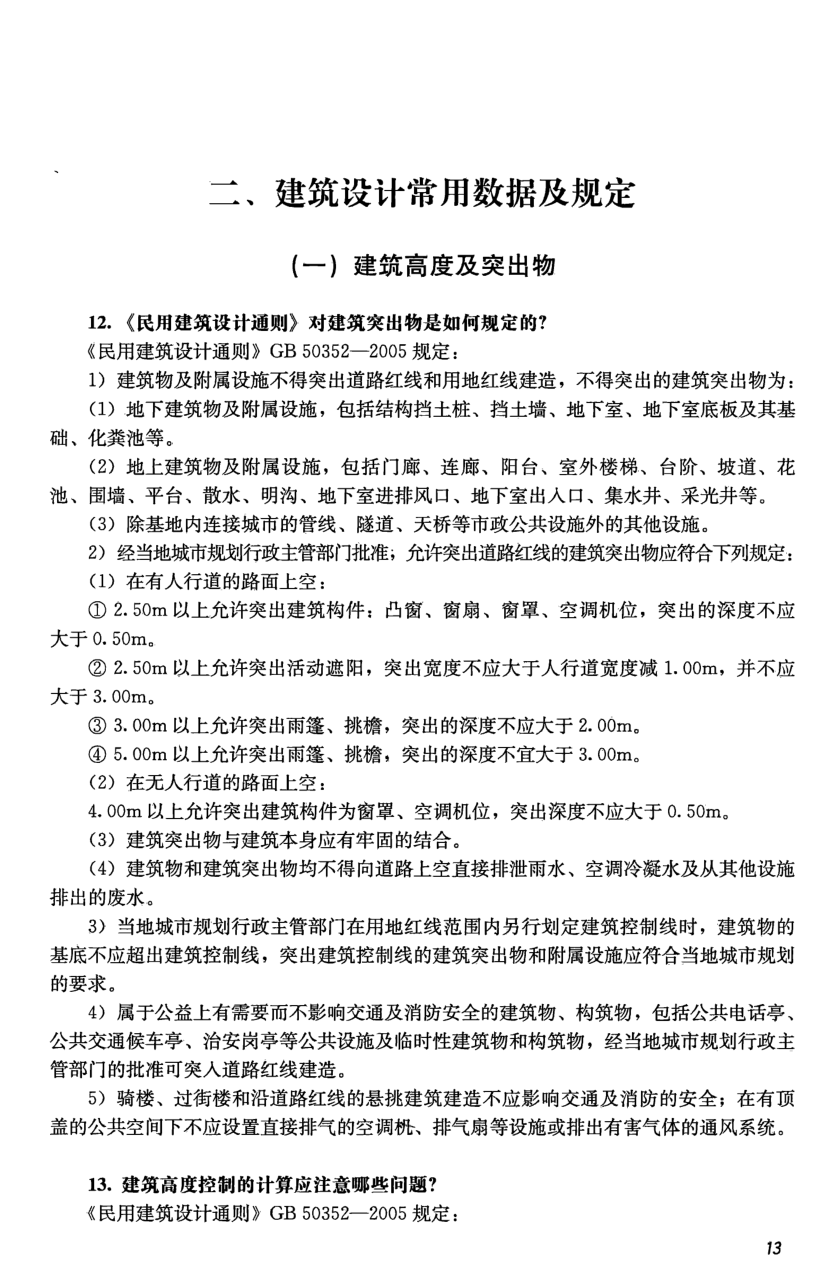 二、建筑设计常用数据及规定
(一) 建筑高度及突出物
12.《民用建筑设计通则》对建筑突出物是如何规定的?
《民用建筑设计通则》GB 50352—2005 规定:
1) 建筑物及附属设施不得突出道路红线和用地红线建造，不得突出的建筑突出物为:
(1) 地下建筑物及附属设施，包括结构挡土桩、挡土墙、地下室、地下室底板及其基
础、化粪池等。
(2) 地上建筑物及附属设施，包括门廊、连廊、阳台、室外楼梯、台阶、坡道、花
池、围墙、平台、散水、明沟、地下室进排风口、地下室出入口、集水井、采光井等。
(3) 除基地内连接城市的管线、隧道、天桥等市政公共设施外的其他设施。
2) 经当地城市规划行政主管部门批准，允许突出道路红线的建筑突出物应符合下列规定:
(1) 在有人行道的路面上空:
① 2.50m 以上允许突出建筑构件: 凸窗、窗扇、窗罩、空调机位，突出的深度不应
大于 0.50m。
② 2.50m 以上允许突出活动遮阳，突出宽度不应大于人行道宽度减 1.00m，并不应
大于 3.00m。
③ 3.00m 以上允许突出雨篷、挑檐，突出的深度不应大于 2.00m。
④ 5.00m 以上允许突出雨篷、挑檐，突出的深度不宜大于 3.00m。
(2) 在无人行道的路面上空:
4.00m 以上允许突出建筑构件为窗罩、空调机位，突出深度不应大于 0.50m。
(3) 建筑突出物与建筑本身应有牢固的结合。
(4) 建筑物和建筑突出物均不得向道路上空直接排泄雨水、空调冷凝水及从其他设施
排出的废水。
3) 当地城市规划行政主管部门在用地红线范围内另行划定建筑控制线时，建筑物的
基底不应超出建筑控制线，突出建筑控制线的建筑突出物和附属设施应符合当地城市规划
的要求。
4) 属于公益上有需要而不影响交通及消防安全的建筑物、构筑物，包括公共电话亭、
公共交通候车亭、治安岗亭等公共设施及临时性建筑物和构筑物，经当地城市规划行政主
管部门的批准可突入道路红线建造。
5) 骑楼、过街楼和沿道路红线的悬挑建筑建造不应影响交通及消防的安全；在有顶
盖的公共空间下不应设置直接排气的空调机、排气扇等设施或排出有害气体的通风系统。
13. 建筑高度控制的计算应注意哪些问题?
《民用建筑设计通则》GB 50352—2005 规定:
13